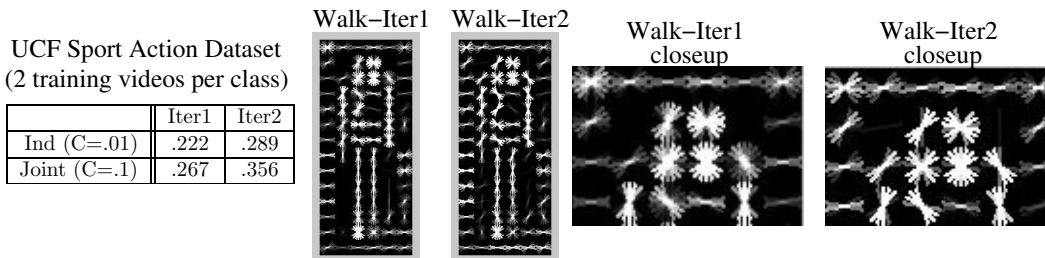 UCF Sport Action Dataset
(2 training videos per class)
Iter1 Iter2
Ind (C=.01) .222 .289
Joint (C=.1) .267 .356
Walk−Iter1
Walk−Iter2
Walk−Iter1
closeup
Walk−Iter2
closeup